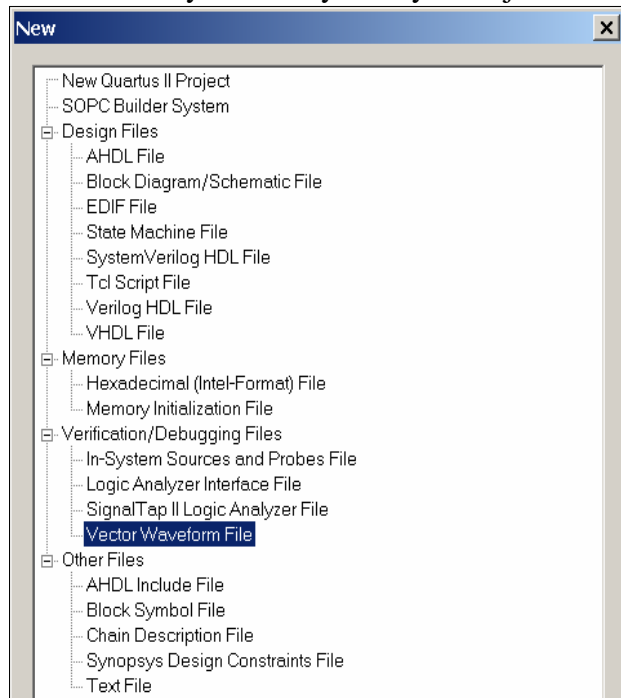 New
New Quartus II Project
SOPC Builder System
Design Files
AHDL File
Block Diagram/Schematic File
EDIF File
State Machine File
SystemVerilog HDL File
Tcl Script File
Verilog HDL File
VHDL File
Memory Files
Hexadecimal (Intel-Format) File
Memory Initialization File
Verification/Debugging Files
In-System Sources and Probes File
Logic Analyzer Interface File
SignalTap II Logic Analyzer File
Vector Waveform File
Other Files
AHDL Include File
Block Symbol File
Chain Description File
Synopsys Design Constraints File
Text File